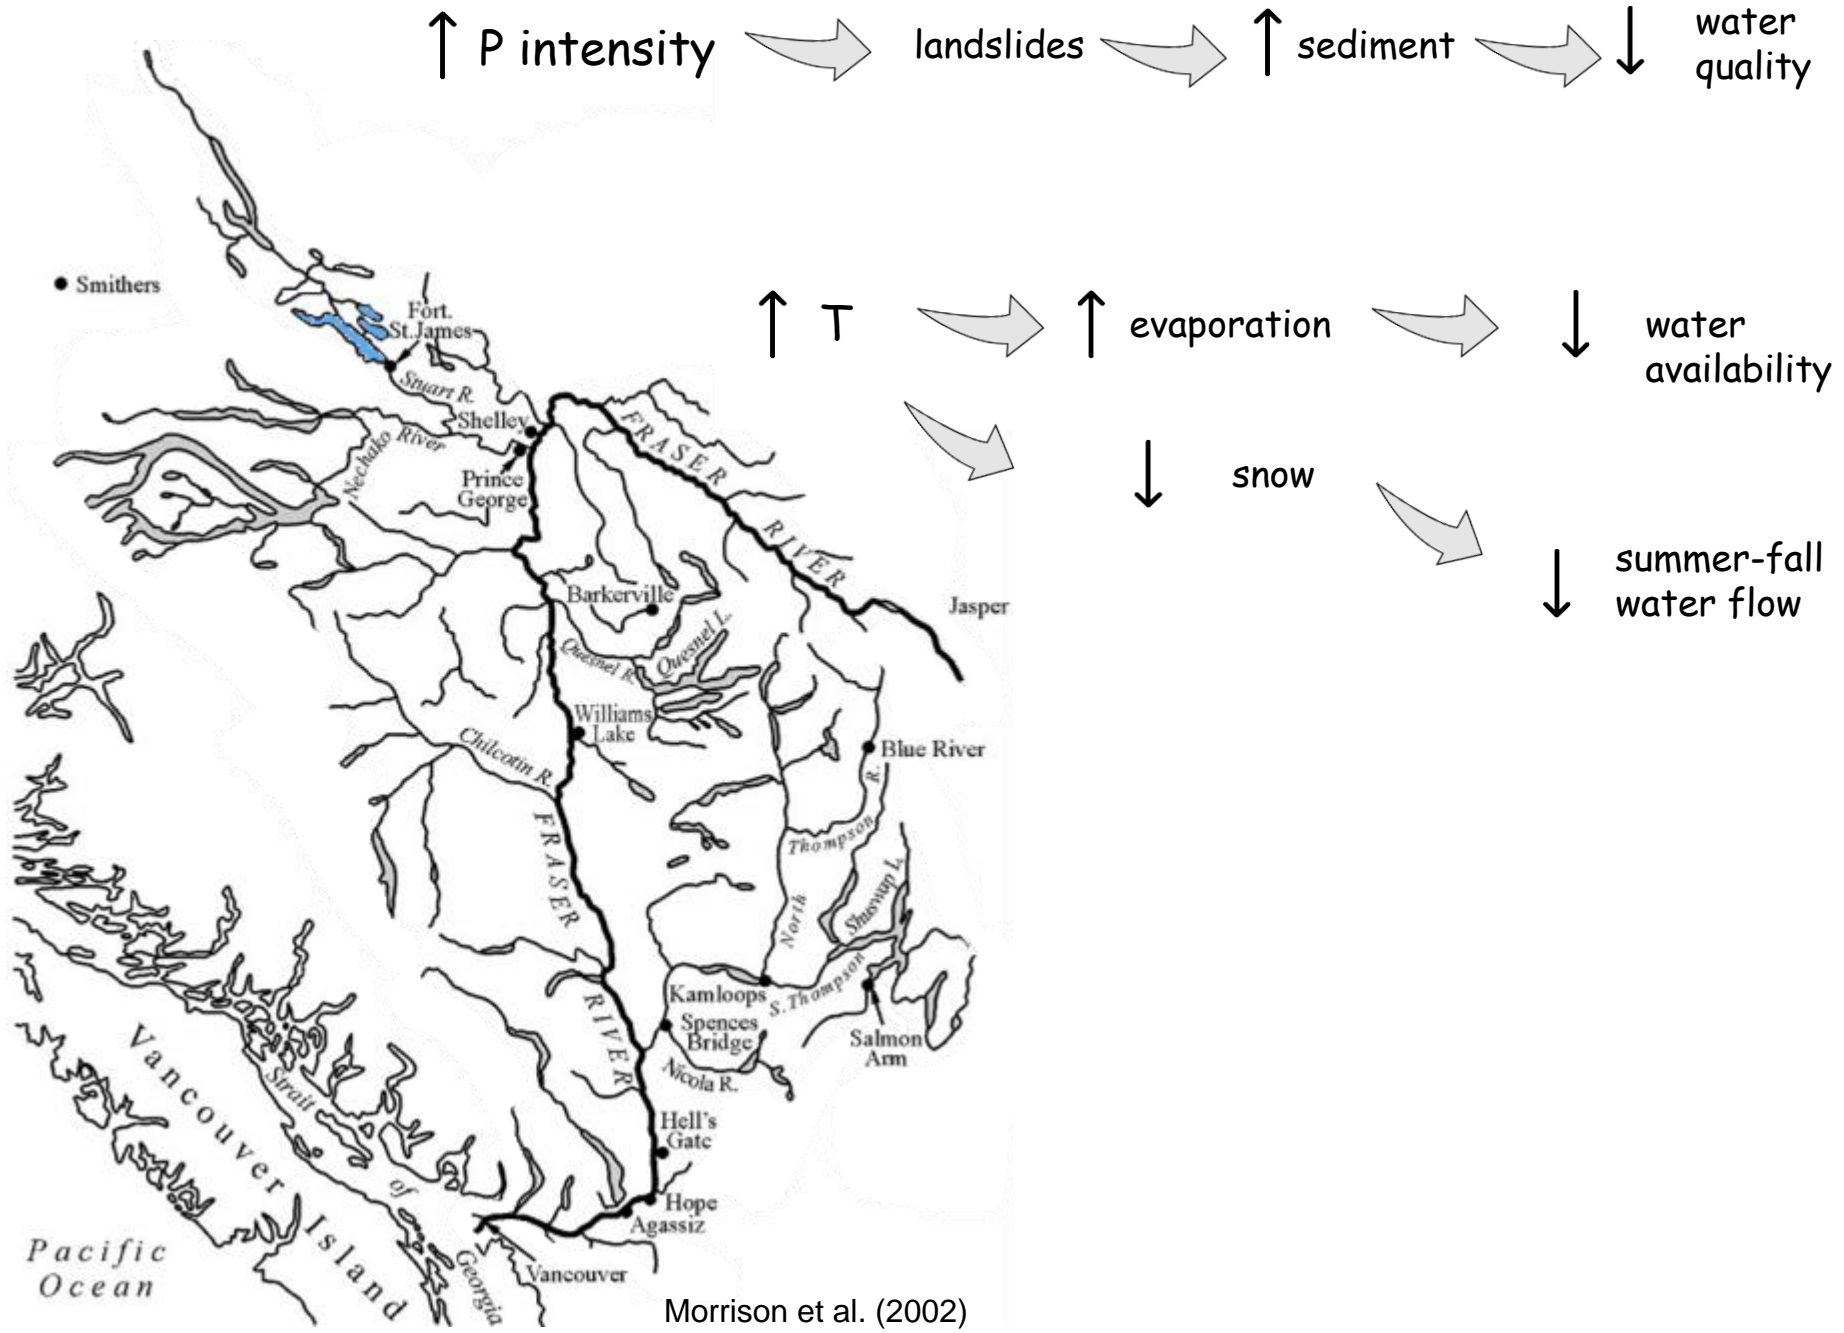 ↑ P intensity landslides ↑ sediment ↓ water
quality
Smithers
Fort.
St.James
↑ T ↑ evaporation ↓ water
availability
Stuart R.
Shelley
Nechako River
Prince
George
FRASER
RIVER
↓ snow
↓ summer-fall
water flow
Barkerville
Jasper
Quesnel R.
Quesnel L.
Williams
Lake
Chilcotin R.
Blue River
FRASER
RIVER
North
Thompson
R.
Shuswap L.
Kamloops
S.Thompson
Spences
Bridge
Salmon
Arm
Nicola R.
Hell's
Gate
Hope
Agassiz
Vancouver
Vancouver
Island
Strait
of
Georgia
Pacific
Ocean
Morrison et al. (2002)